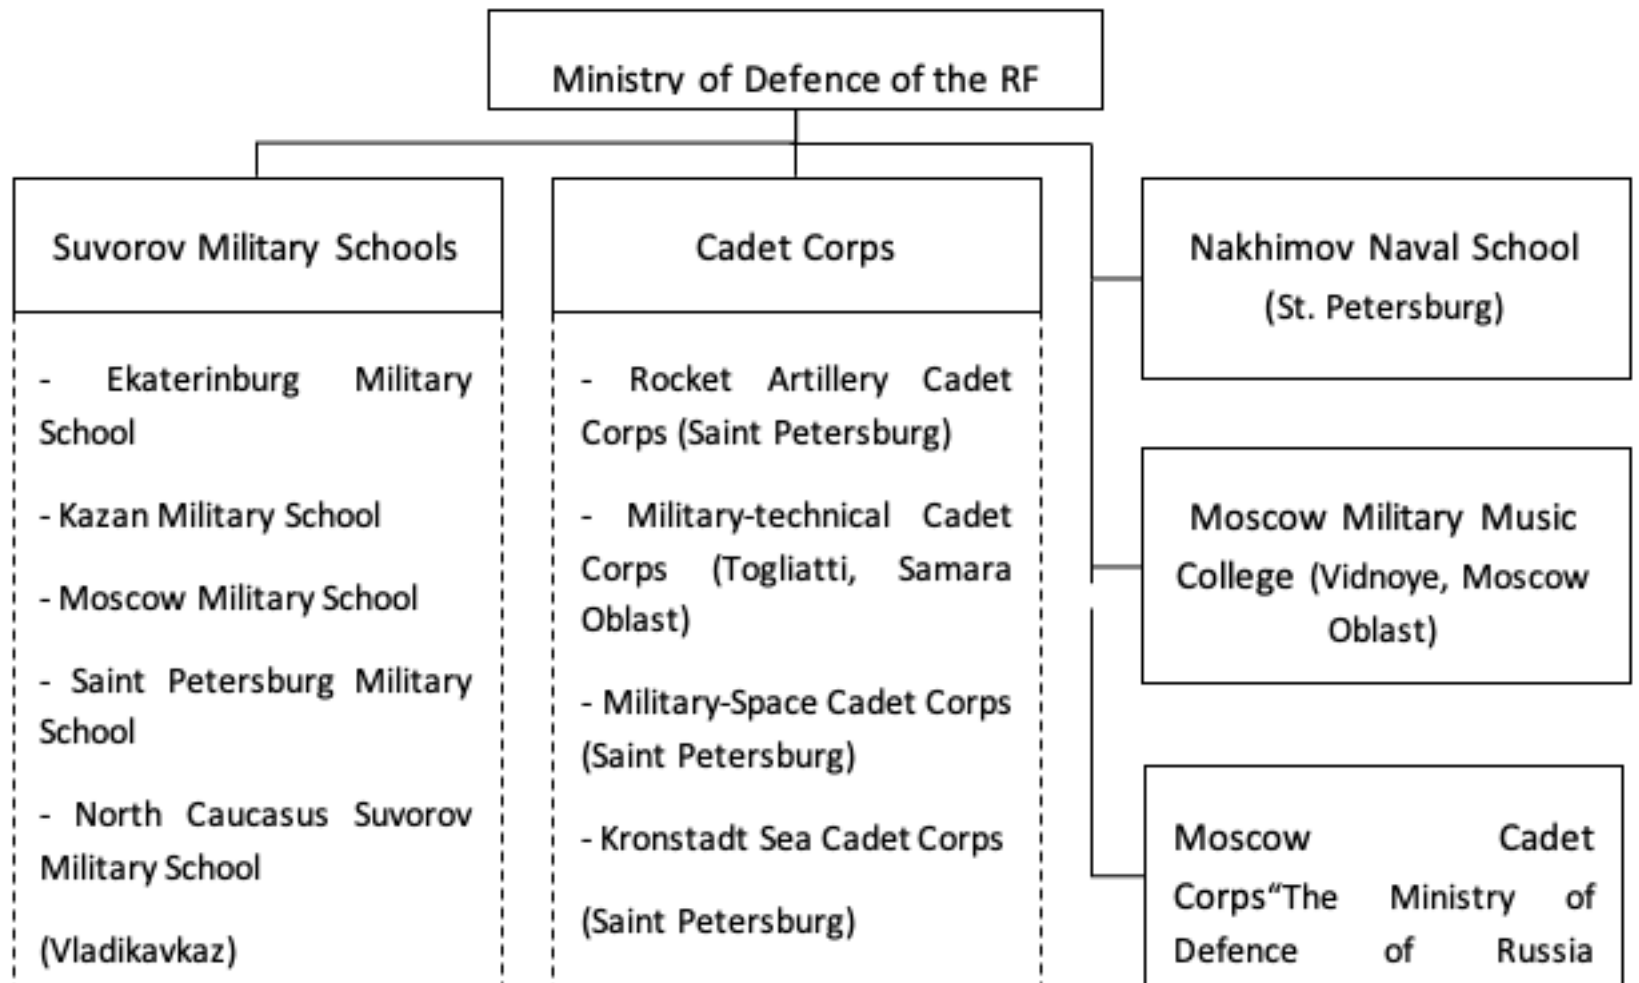 Ministry of Defence of the RF
Suvorov Military Schools
- Ekaterinburg Military
School
- Kazan Military School
- Moscow Military School
- Saint Petersburg Military
School
- North Caucasus Suvorov
Military School
(Vladikavkaz)
Cadet Corps
- Rocket Artillery Cadet
Corps (Saint Petersburg)
- Military-technical Cadet
Corps (Togliatti, Samara
Oblast)
- Military-Space Cadet Corps
(Saint Petersburg)
- Kronstadt Sea Cadet Corps
(Saint Petersburg)
Nakhimov Naval School
(St. Petersburg)
Moscow Military Music
College (Vidnoye, Moscow
Oblast)
Moscow Cadet
Corps“The Ministry of
Defence of Russia